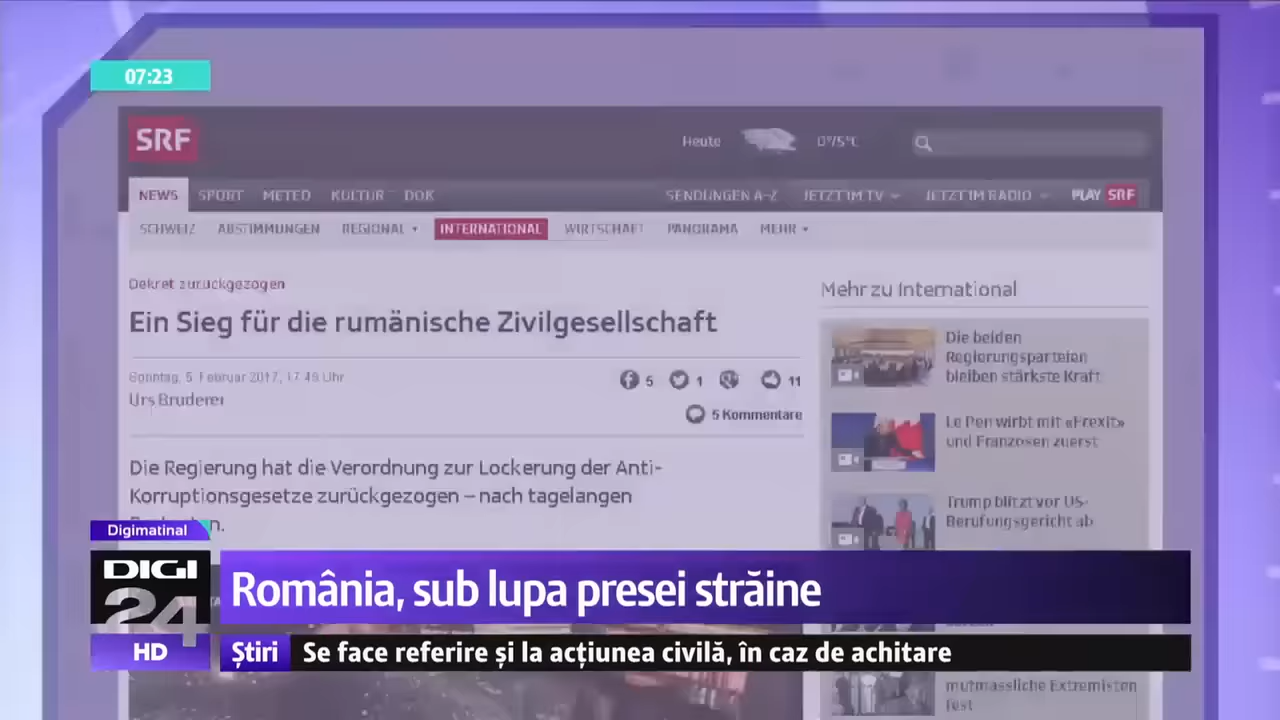 07:23
SRF
Heute
0°/5°C
NEWS SPORT METEO KULTUR DOK
SENDUNGEN A-Z JETZT IM TV JETZT IM RADIO PLAY SRF
SCHWEIZ ABSTIMMUNGEN REGIONAL INTERNATIONAL WIRTSCHAFT PANORAMA MEHR
Dekret zurückgezogen
Ein Sieg für die rumänische Zivilgesellschaft
Sonntag, 5. Februar 2017, 17:48 Uhr
Urs Bruderer
5 1 11
5 Kommentare
Die Regierung hat die Verordnung zur Lockerung der Anti-
Korruptionsgesetze zurückgezogen – nach tagelangen
Mehr zu International
Die beiden
Regierungsparteien
bleiben stärkste Kraft
Le Pen wirbt mit «Frexit»
und Franzosen zuerst
Trump blitzt vor US-
Berufungsgericht ab
mutmassliche Extremisten
fest
Digimatinal
DIGI
24
HD
România, sub lupa presei străine
Știri
Se face referire și la acțiunea civilă, în caz de achitare